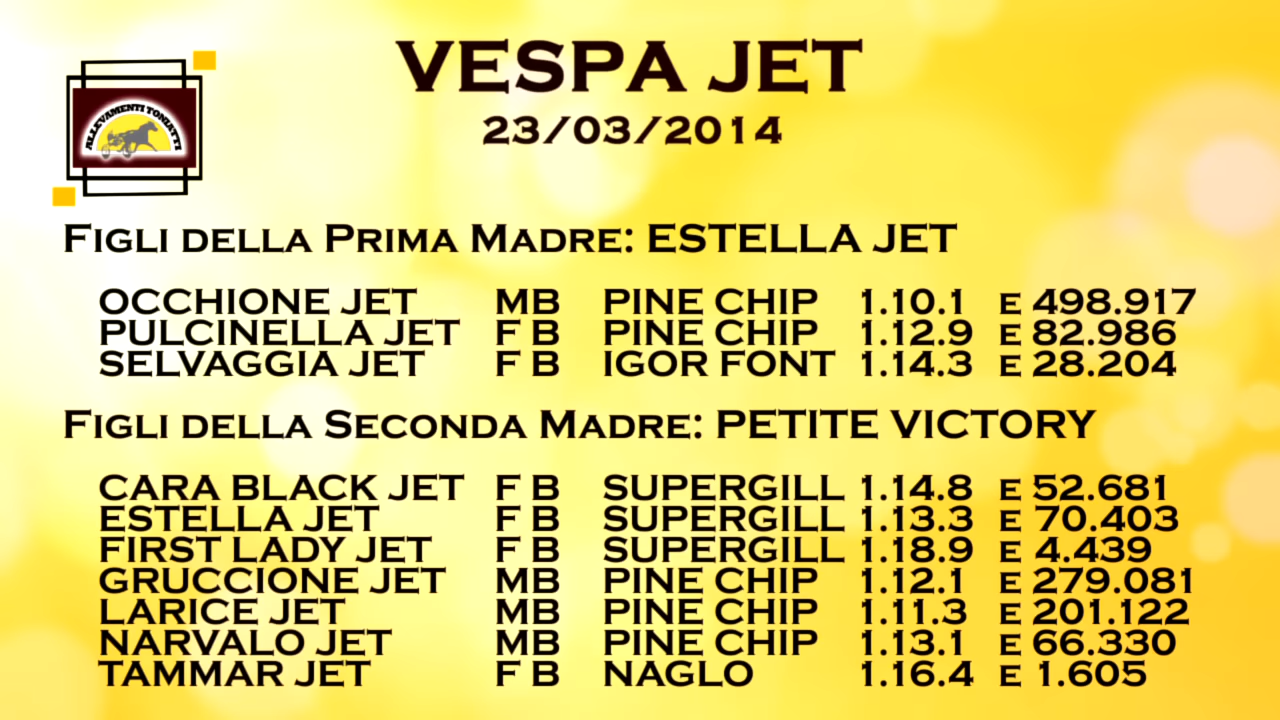 VESPA JET
23/03/2014
ALLEVAMENTI TONIATTI
FIGLI DELLA PRIMA MADRE: ESTELLA JET
OCCHIONE JET MB PINE CHIP 1.10.1 E 498.917
PULCINELLA JET F B PINE CHIP 1.12.9 E 82.986
SELVAGGIA JET F B IGOR FONT 1.14.3 E 28.204
FIGLI DELLA SECONDA MADRE: PETITE VICTORY
CARA BLACK JET F B SUPERGILL 1.14.8 E 52.681
ESTELLA JET F B SUPERGILL 1.13.3 E 70.403
FIRST LADY JET F B SUPERGILL 1.18.9 E 4.439
GRUCCIONE JET MB PINE CHIP 1.12.1 E 279.081
LARICE JET MB PINE CHIP 1.11.3 E 201.122
NARVALO JET MB PINE CHIP 1.13.1 E 66.330
TAMMAR JET F B NAGLO 1.16.4 E 1.605